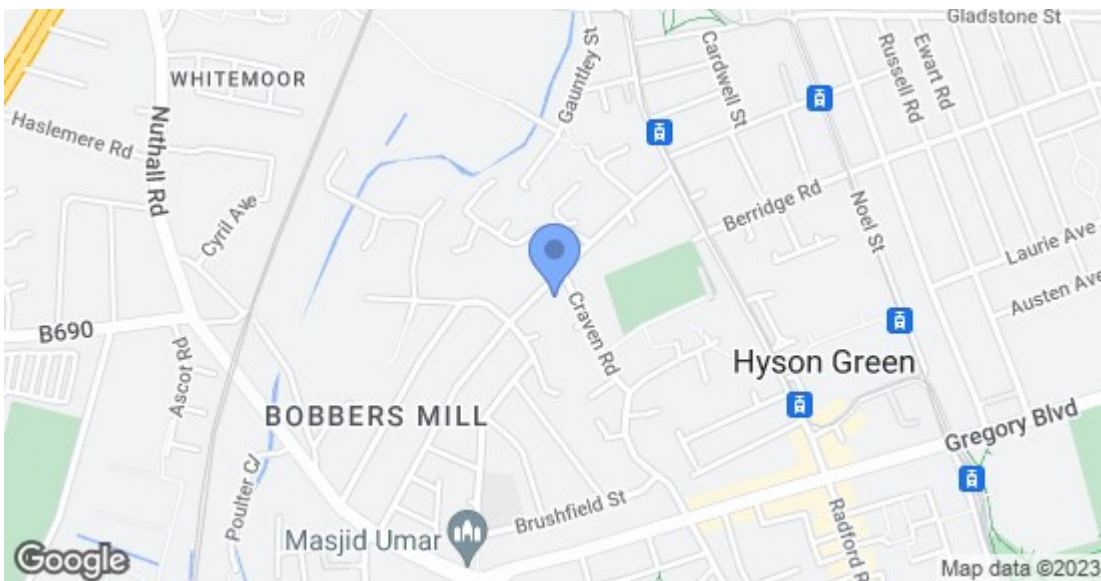 Gladstone St
WHITEMOOR
Gauntley St
Cardwell St
Russell Rd
Ewart Rd
Haslemere Rd
Nuthall Rd
Cyril Ave
Berridge Rd
Noel St
Laurie Ave
Austen Ave
B690
Ascot Rd
Craven Rd
Hyson Green
BOBBERS MILL
Gregory Blvd
Poulter Cl
Brushfield St
Masjid Umar
Radford R
Google
Map data ©2023